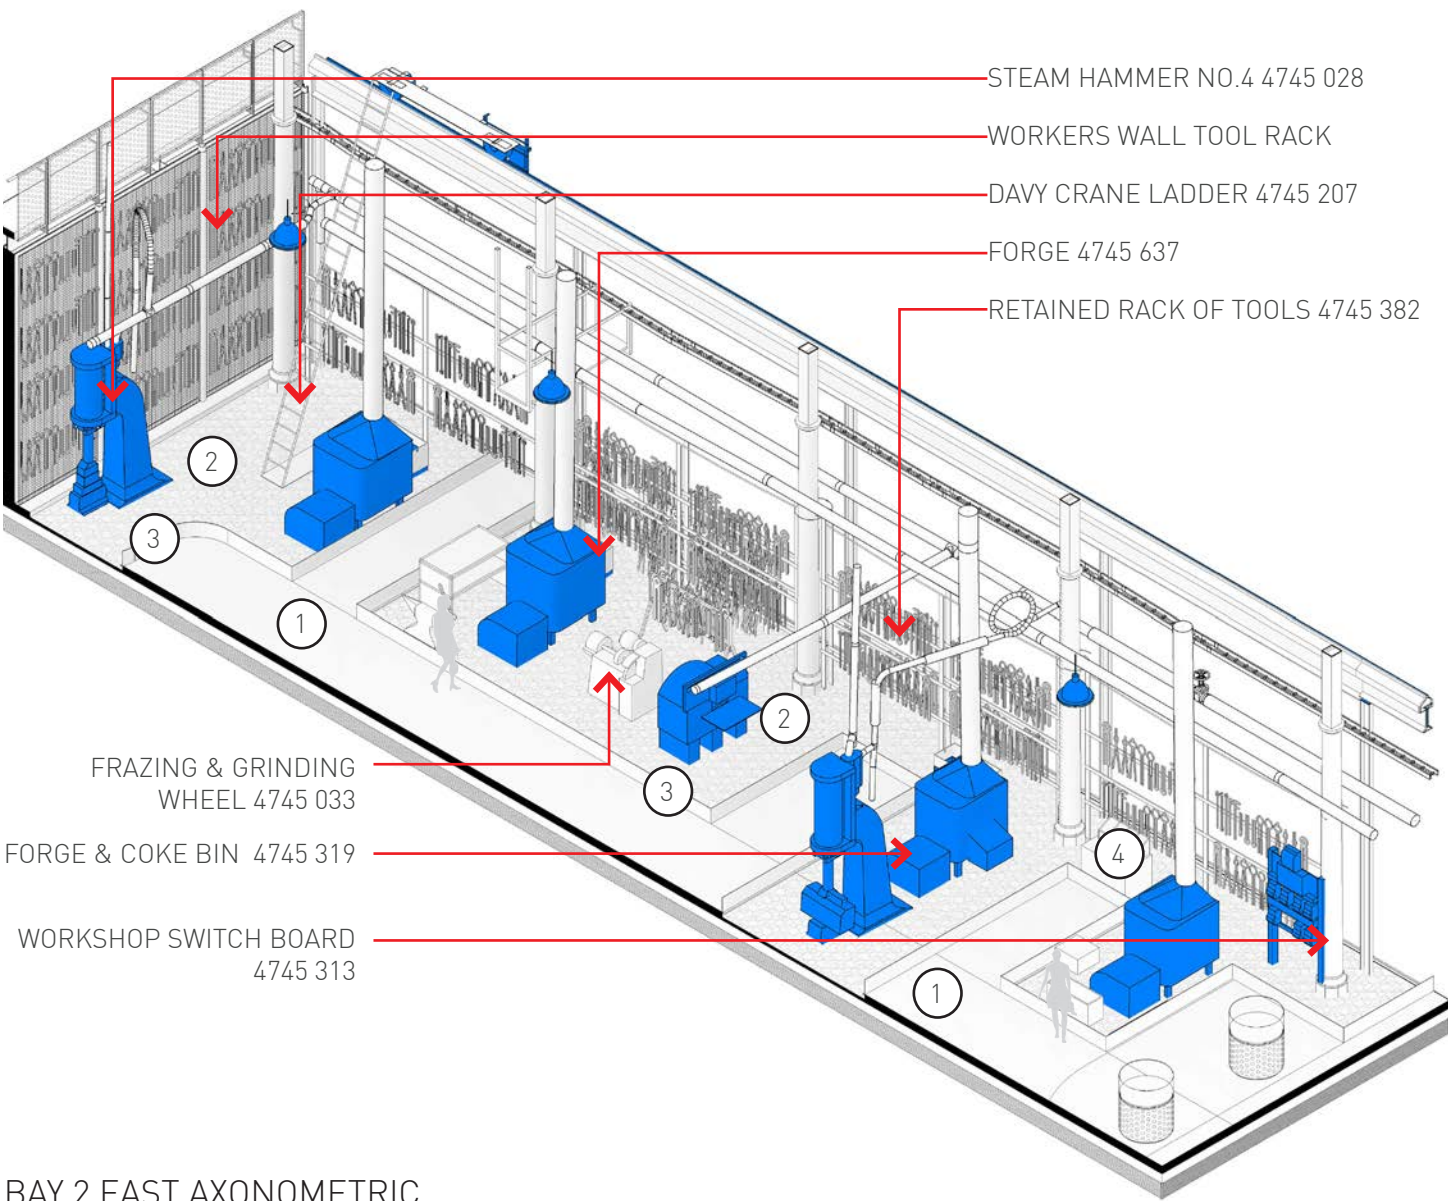 STEAM HAMMER NO.4 4745 028
WORKERS WALL TOOL RACK
DAVY CRANE LADDER 4745 207
FORGE 4745 637
RETAINED RACK OF TOOLS 4745 382
2
3
1
2
3
4
1
FRAZING & GRINDING
WHEEL 4745 033
FORGE & COKE BIN 4745 319
WORKSHOP SWITCH BOARD
4745 313
BAY 2 EAST AXONOMETRIC